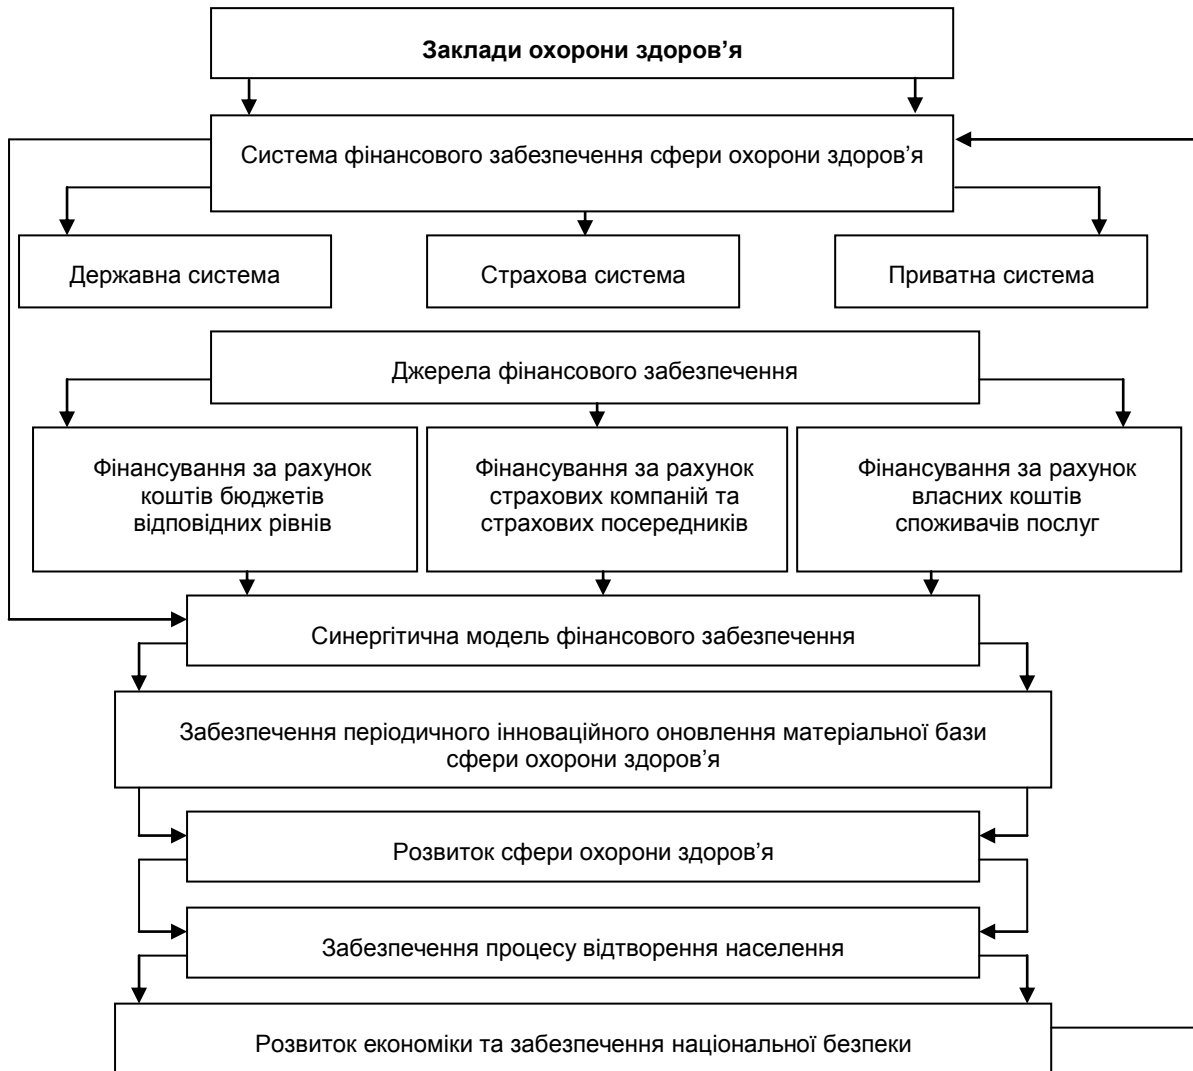 Заклади охорони здоров’я
Система фінансового забезпечення сфери охорони здоров’я
Державна система
Страхова система
Приватна система
Джерела фінансового забезпечення
Фінансування за рахунок
коштів бюджетів
відповідних рівнів
Фінансування за рахунок
страхових компаній та
страхових посередників
Фінансування за рахунок
власних коштів
споживачів послуг
Синергітична модель фінансового забезпечення
Забезпечення періодичного інноваційного оновлення матеріальної бази
сфери охорони здоров’я
Розвиток сфери охорони здоров’я
Забезпечення процесу відтворення населення
Розвиток економіки та забезпечення національної безпеки